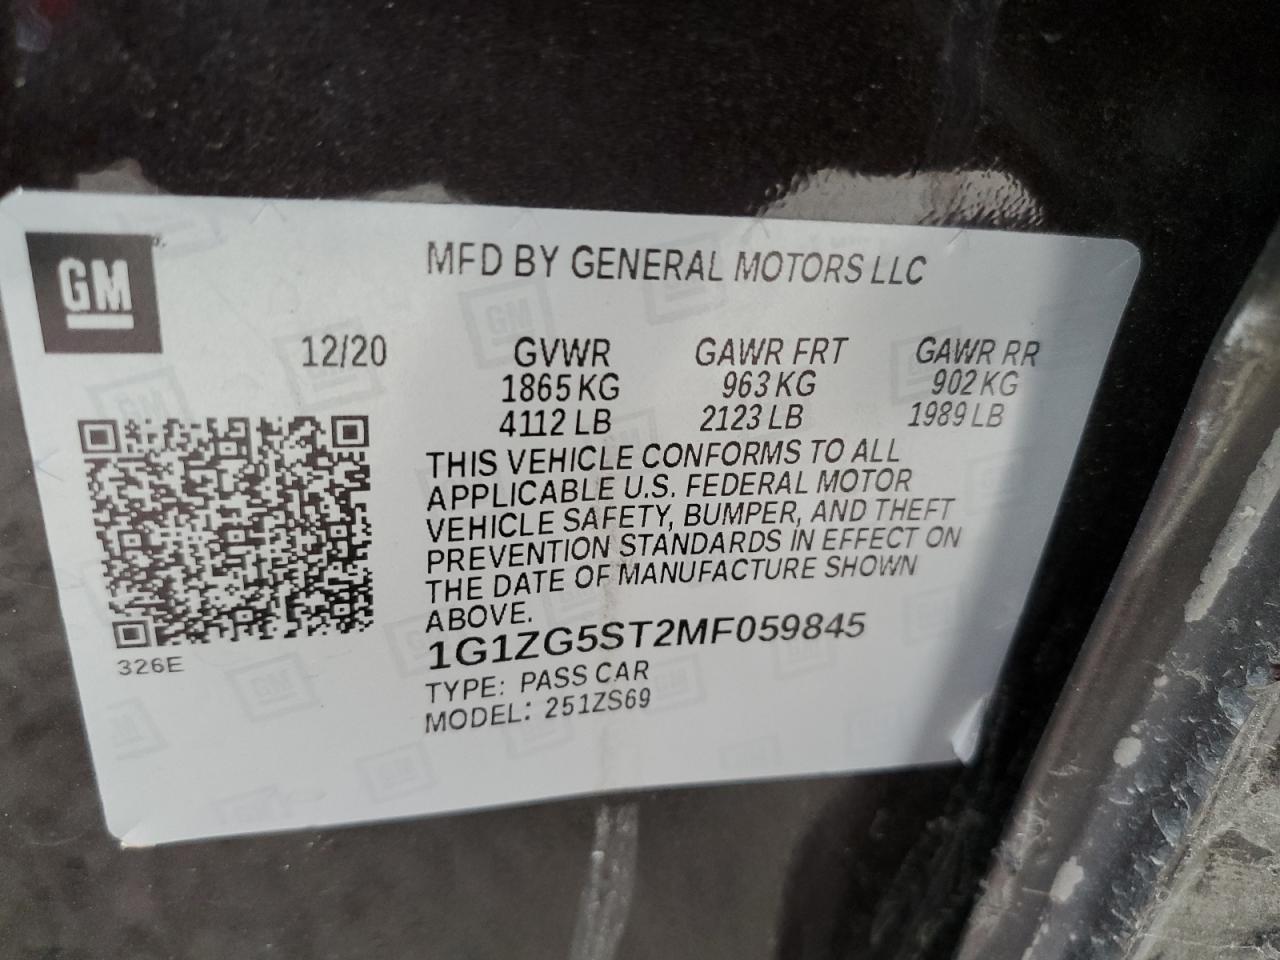 GM
MFD BY GENERAL MOTORS LLC
12/20 GVWR GAWR FRT GAWR RR
1865 KG 963 KG 902 KG
4112 LB 2123 LB 1989 LB
THIS VEHICLE CONFORMS TO ALL
APPLICABLE U.S. FEDERAL MOTOR
VEHICLE SAFETY, BUMPER, AND THEFT
PREVENTION STANDARDS IN EFFECT ON
THE DATE OF MANUFACTURE SHOWN
ABOVE.
1G1ZG5ST2MF059845
326E
TYPE: PASS CAR
MODEL: 251ZS69